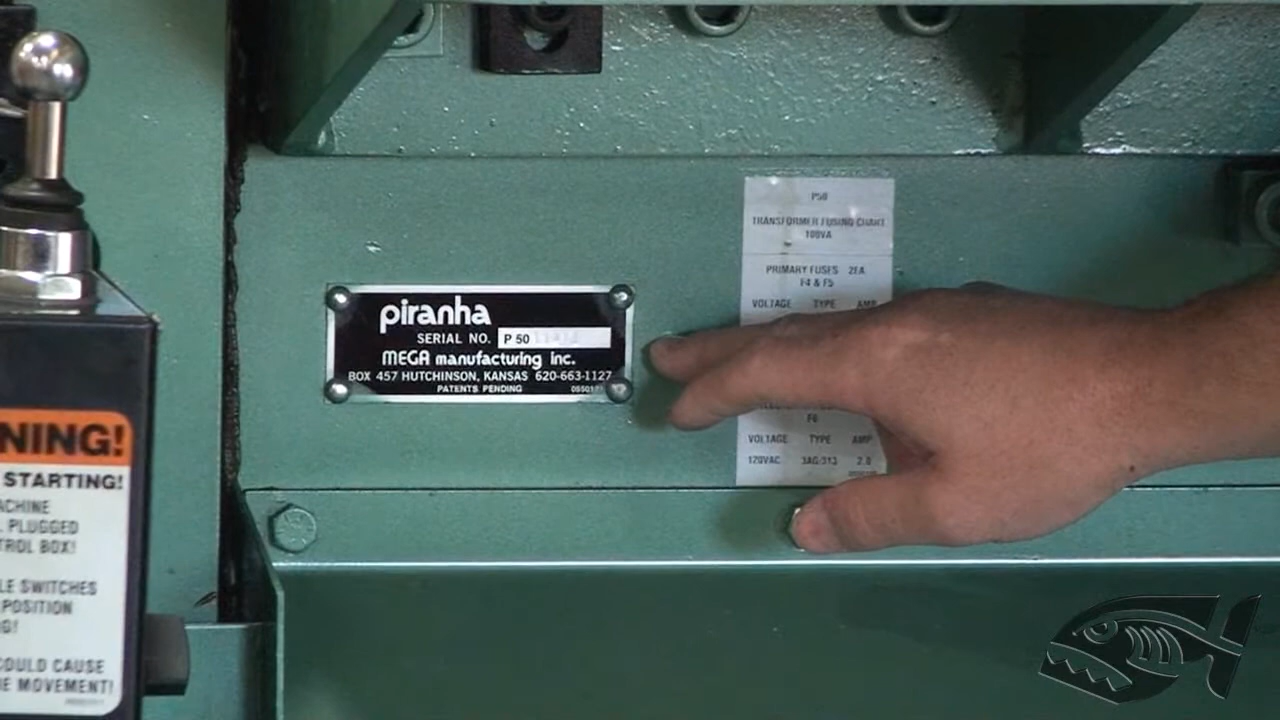 piranha
SERIAL NO. P 50
MEGA manufacturing inc.
BOX 457 HUTCHINSON, KANSAS 620-663-1127
PATENTS PENDING
P50
TRANSFORMER FUSING CHART
100VA
PRIMARY FUSES 2EA
F4 & F5
VOLTAGE TYPE AMP
F6
VOLTAGE TYPE AMP
120VAC 3AG/313 2.0
NING!
STARTING!
ACHINE
PLUGGED
TROL BOX!
LE SWITCHES
POSITION
G!
OULD CAUSE
E MOVEMENT!